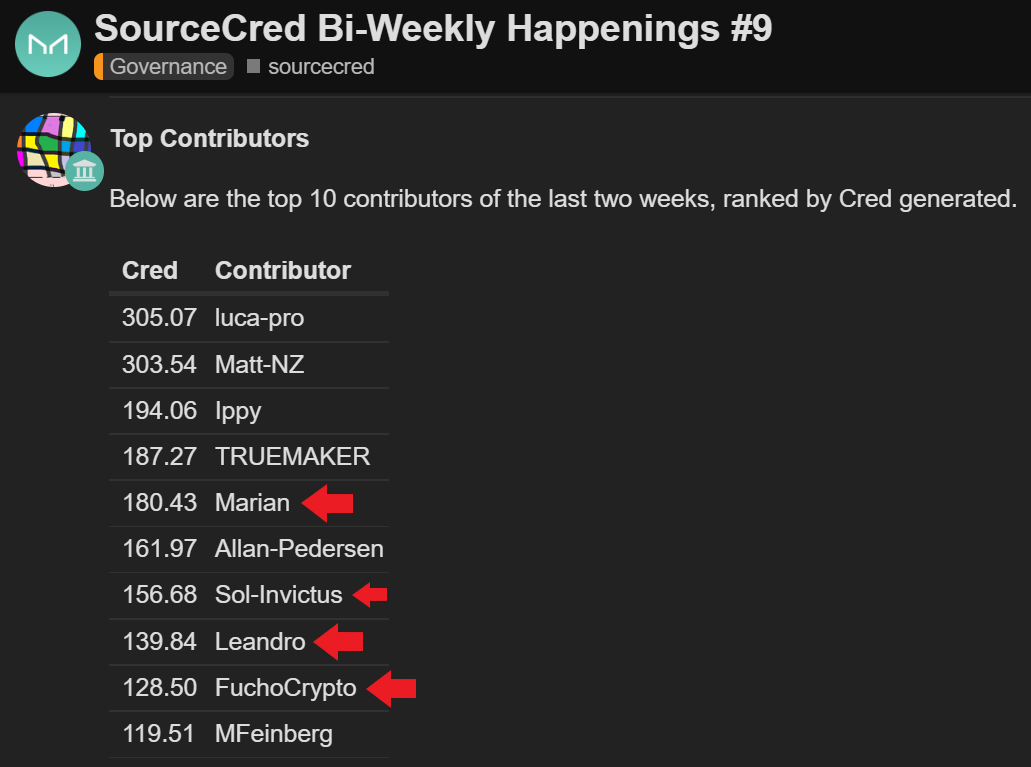 SourceCred Bi-Weekly Happenings #9
Governance sourcecred
Top Contributors
Below are the top 10 contributors of the last two weeks, ranked by Cred generated.
Cred Contributor
305.07 luca-pro
303.54 Matt-NZ
194.06 Ippy
187.27 TRUEMAKER
180.43 Marian
161.97 Allan-Pedersen
156.68 Sol-Invictus
139.84 Leandro
128.50 FuchoCrypto
119.51 MFeinberg